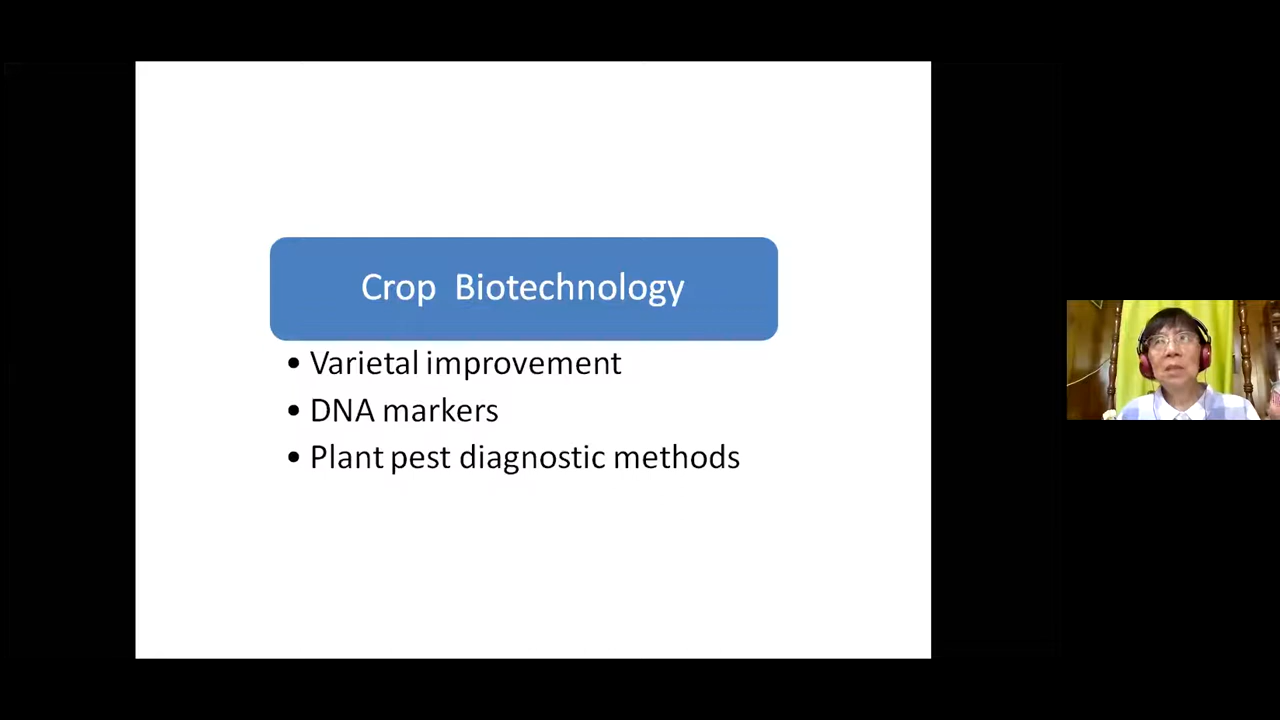 Crop Biotechnology
• Varietal improvement
• DNA markers
• Plant pest diagnostic methods